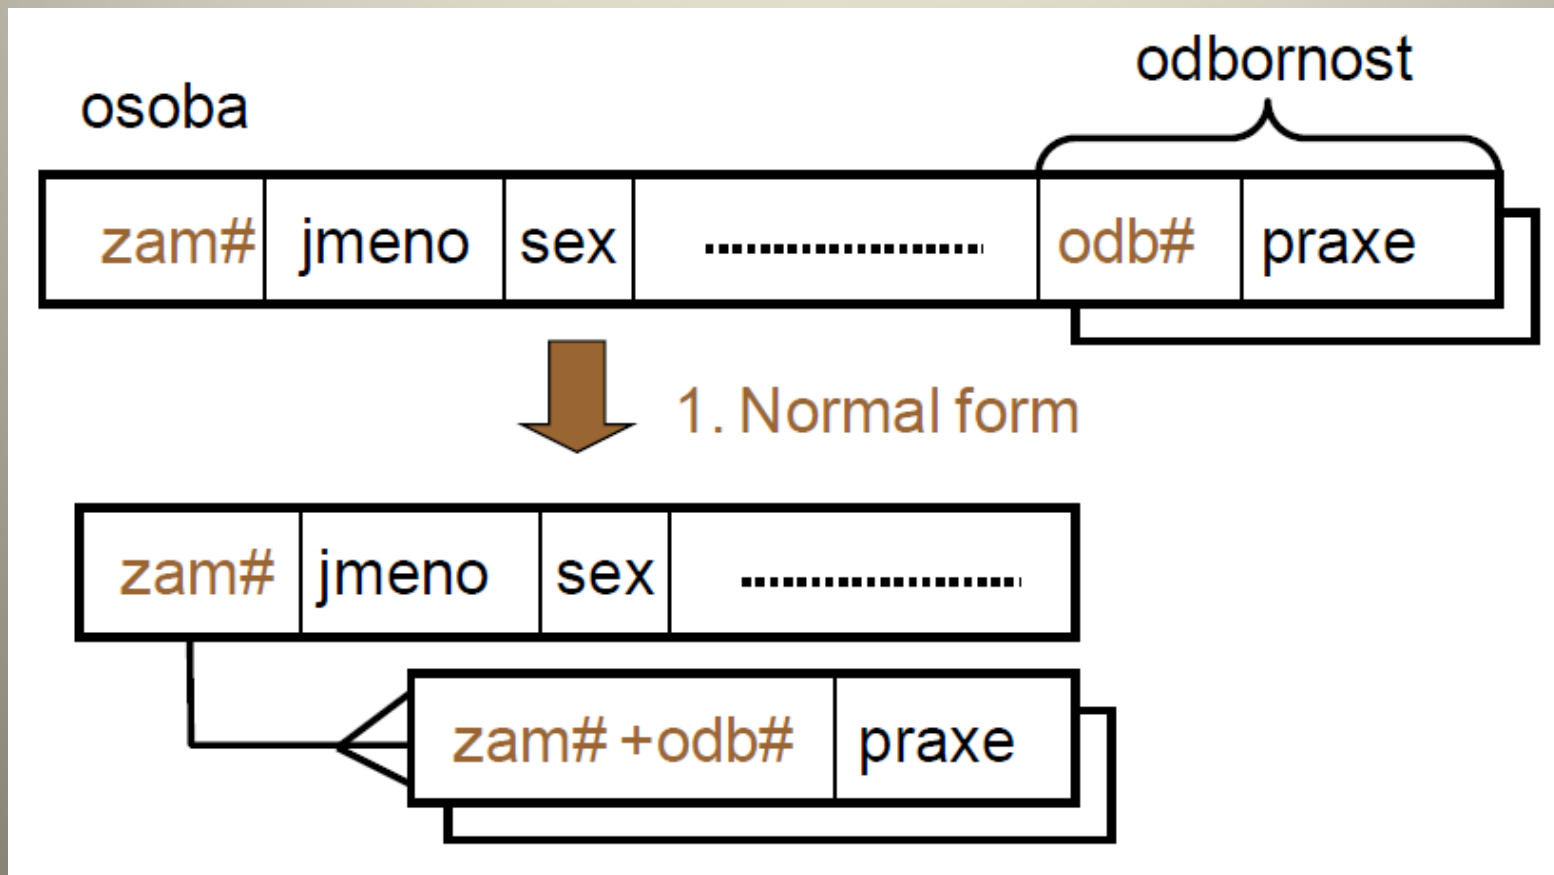 odbornost
osoba
zam# jmeno sex ........................ odb# praxe
1. Normal form
zam# jmeno sex ........................
zam# +odb# praxe